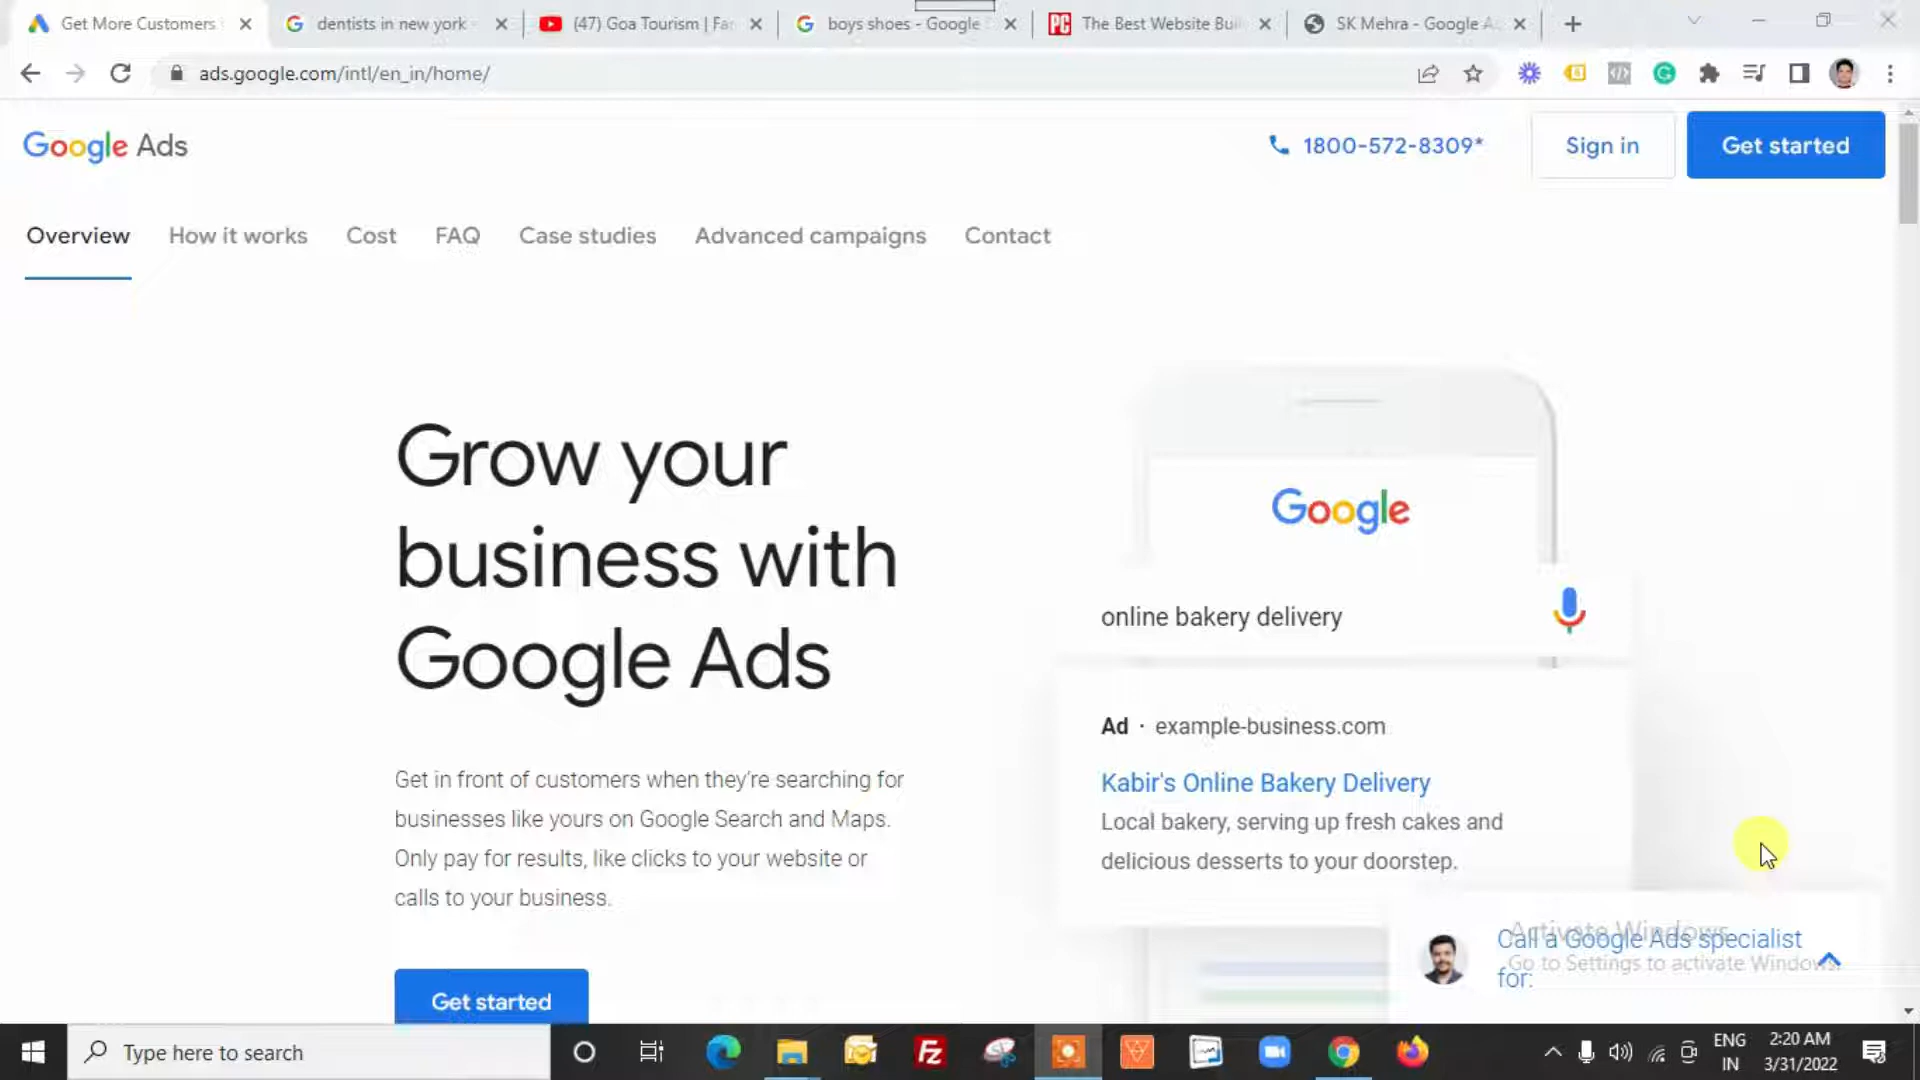 Get More Customers
dentists in new york
(47) Goa Tourism | Far
boys shoes - Google
The Best Website Bui
SK Mehra - Google A
ads.google.com/intl/en_in/home/
Google Ads
1800-572-8309*
Sign in
Get started
Overview
How it works
Cost
FAQ
Case studies
Advanced campaigns
Contact
Grow your
business with
Google Ads
Get in front of customers when they're searching for
businesses like yours on Google Search and Maps.
Only pay for results, like clicks to your website or
calls to your business.
Get started
Google
online bakery delivery
Ad · example-business.com
Kabir's Online Bakery Delivery
Local bakery, serving up fresh cakes and
delicious desserts to your doorstep.
Call a Google Ads specialist
for:
Activate Windows
Go to Settings to activate Windows.
Type here to search
ENG
IN
2:20 AM
3/31/2022